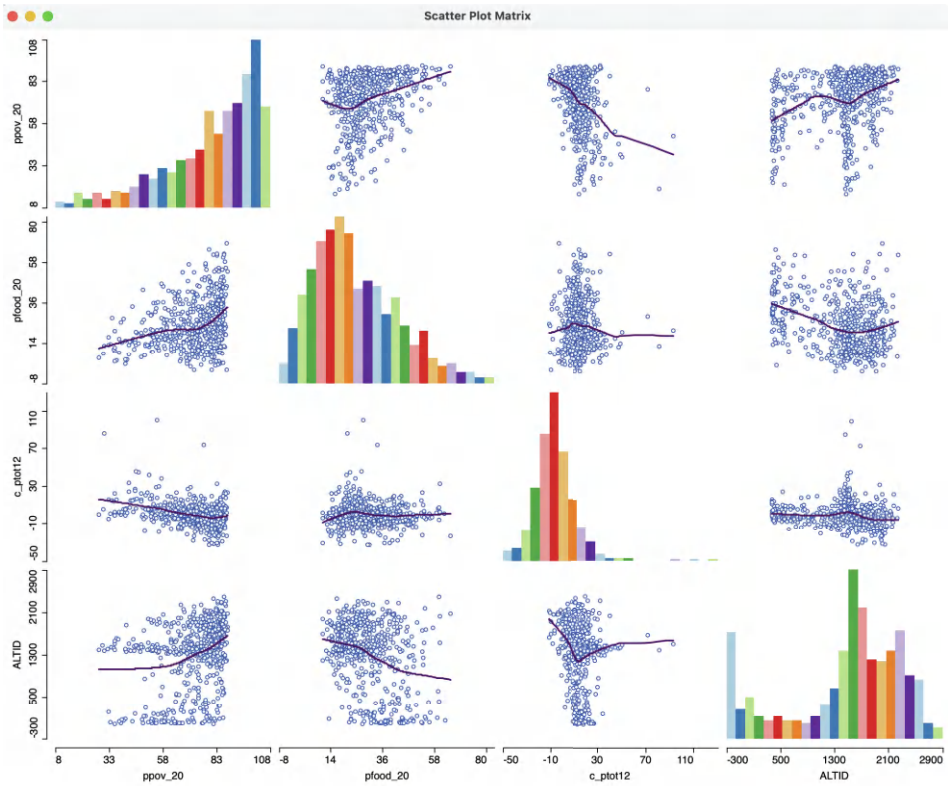 Scatter Plot Matrix
ppov_20
8 33 58 83 108
pfood_20
-8 14 36 58 80
c_ptot12
-50 -10 30 70 110
ALTID
-300 500 1300 2100 2900
8 33 58 83 108
ppov_20
-8 14 36 58 80
pfood_20
-50 -10 30 70 110
c_ptot12
-300 500 1300 2100 2900
ALTID